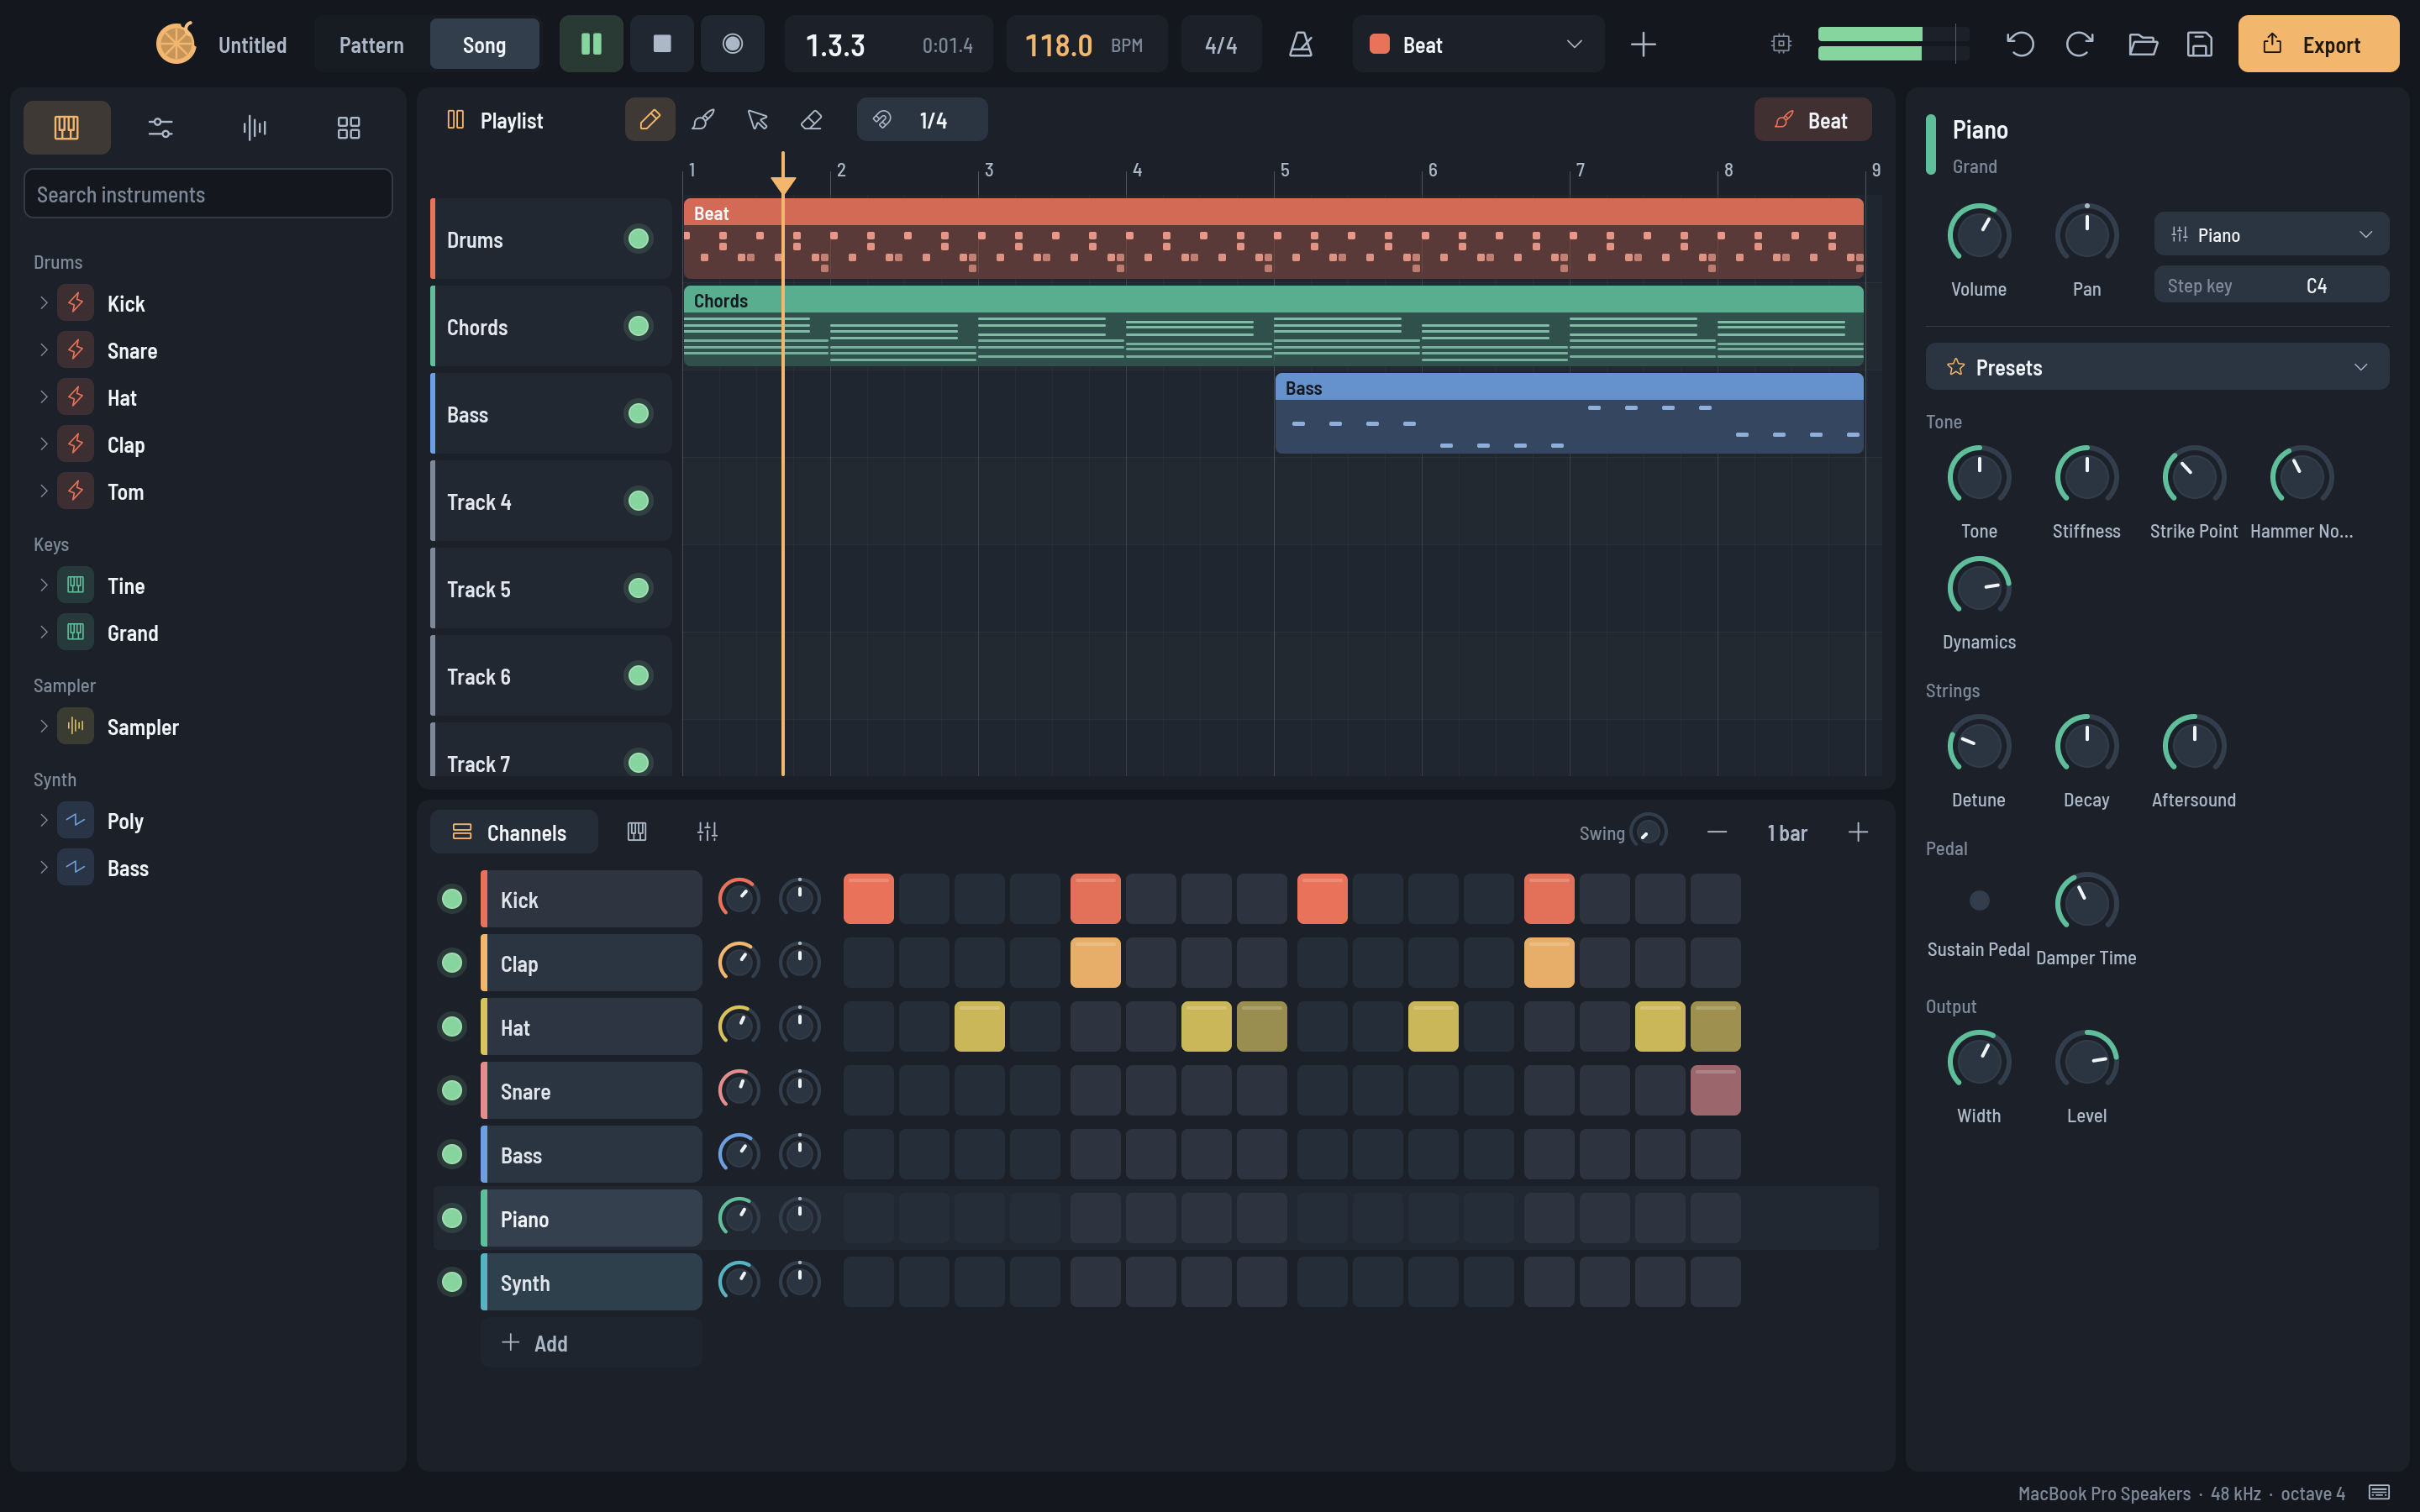 Untitled
Pattern
Song
1.3.3
0:01.4
118.0 BPM
4/4
Beat
Export
Search instruments
Drums
Kick
Snare
Hat
Clap
Tom
Keys
Tine
Grand
Sampler
Sampler
Synth
Poly
Bass
Playlist
1/4
Beat
1 2 3 4 5 6 7 8 9
Drums
Beat
Chords
Chords
Bass
Bass
Track 4
Track 5
Track 6
Track 7
Channels
Swing
1 bar
Kick
Clap
Hat
Snare
Bass
Piano
Synth
Add
Piano
Grand
Volume
Pan
Piano
Step key C4
Presets
Tone
Tone Stiffness Strike Point Hammer No...
Dynamics
Strings
Detune Decay Aftersound
Pedal
Sustain Pedal Damper Time
Output
Width Level
MacBook Pro Speakers · 48 kHz · octave 4